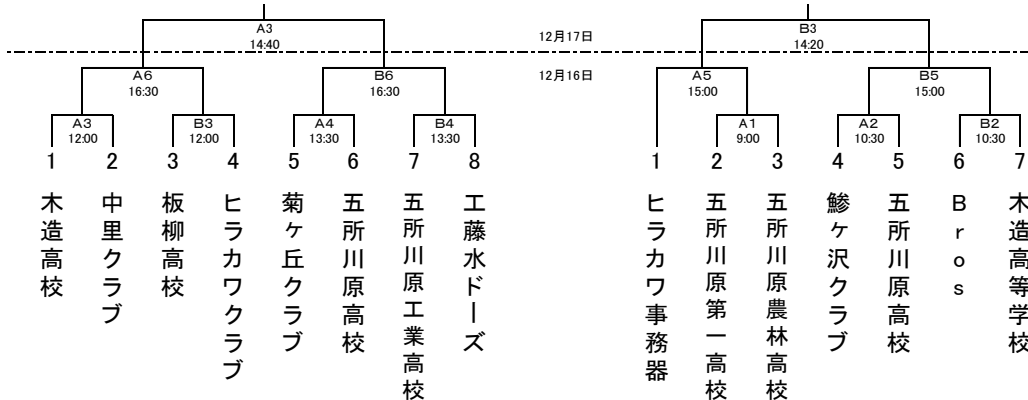 A3
14:40
12月17日
B3
14:20
A6
16:30
B6
16:30
12月16日
A5
15:00
B5
15:00
A3
12:00
B3
12:00
A4
13:30
B4
13:30
A1
9:00
A2
10:30
B2
10:30
1 2 3 4 5 6 7 8 1 2 3 4 5 6 7
木造高校
中里クラブ
板柳高校
ヒラカワクラブ
菊ヶ丘クラブ
五所川原高校
五所川原工業高校
工藤水ドーズ
ヒラカワ事務器
五所川原第一高校
五所川原農林高校
鰺ヶ沢クラブ
五所川原高校
Bros
木造高等学校